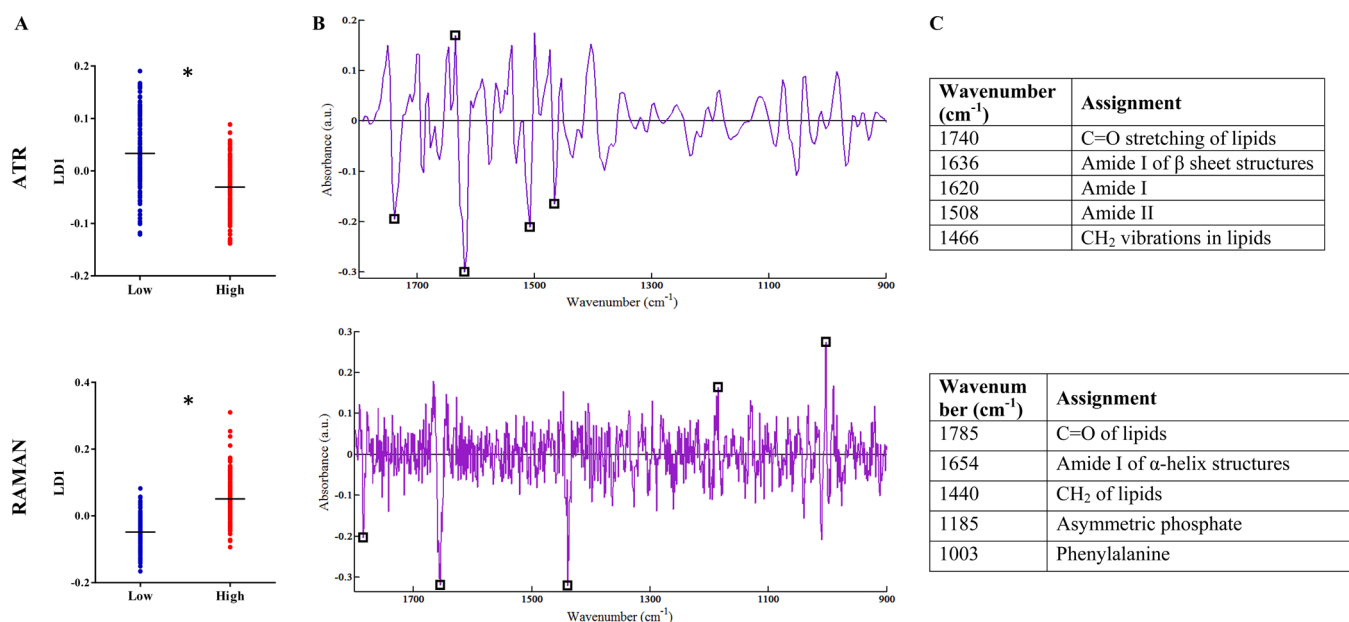 A
B
C
ATR
LD1
0.2
0.1
0.0
-0.1
-0.2
*
Low High
Absorbance (a.u.)
0.2
0.1
0
-0.1
-0.2
-0.3
1700 1500 1300 1100 900
Wavenumber (cm⁻¹)
Wavenumber Assignment
(cm⁻¹)
1740 C=O stretching of lipids
1636 Amide I of β sheet structures
1620 Amide I
1508 Amide II
1466 CH₂ vibrations in lipids
RAMAN
LD1
0.4
0.2
0.0
-0.2
*
Low High
Absorbance (a.u.)
0.3
0.2
0.1
0
-0.1
-0.2
-0.3
1700 1500 1300 1100 900
Wavenumber (cm⁻¹)
Wavenum Assignment
ber (cm⁻¹)
1785 C=O of lipids
1654 Amide I of α-helix structures
1440 CH₂ of lipids
1185 Asymmetric phosphate
1003 Phenylalanine